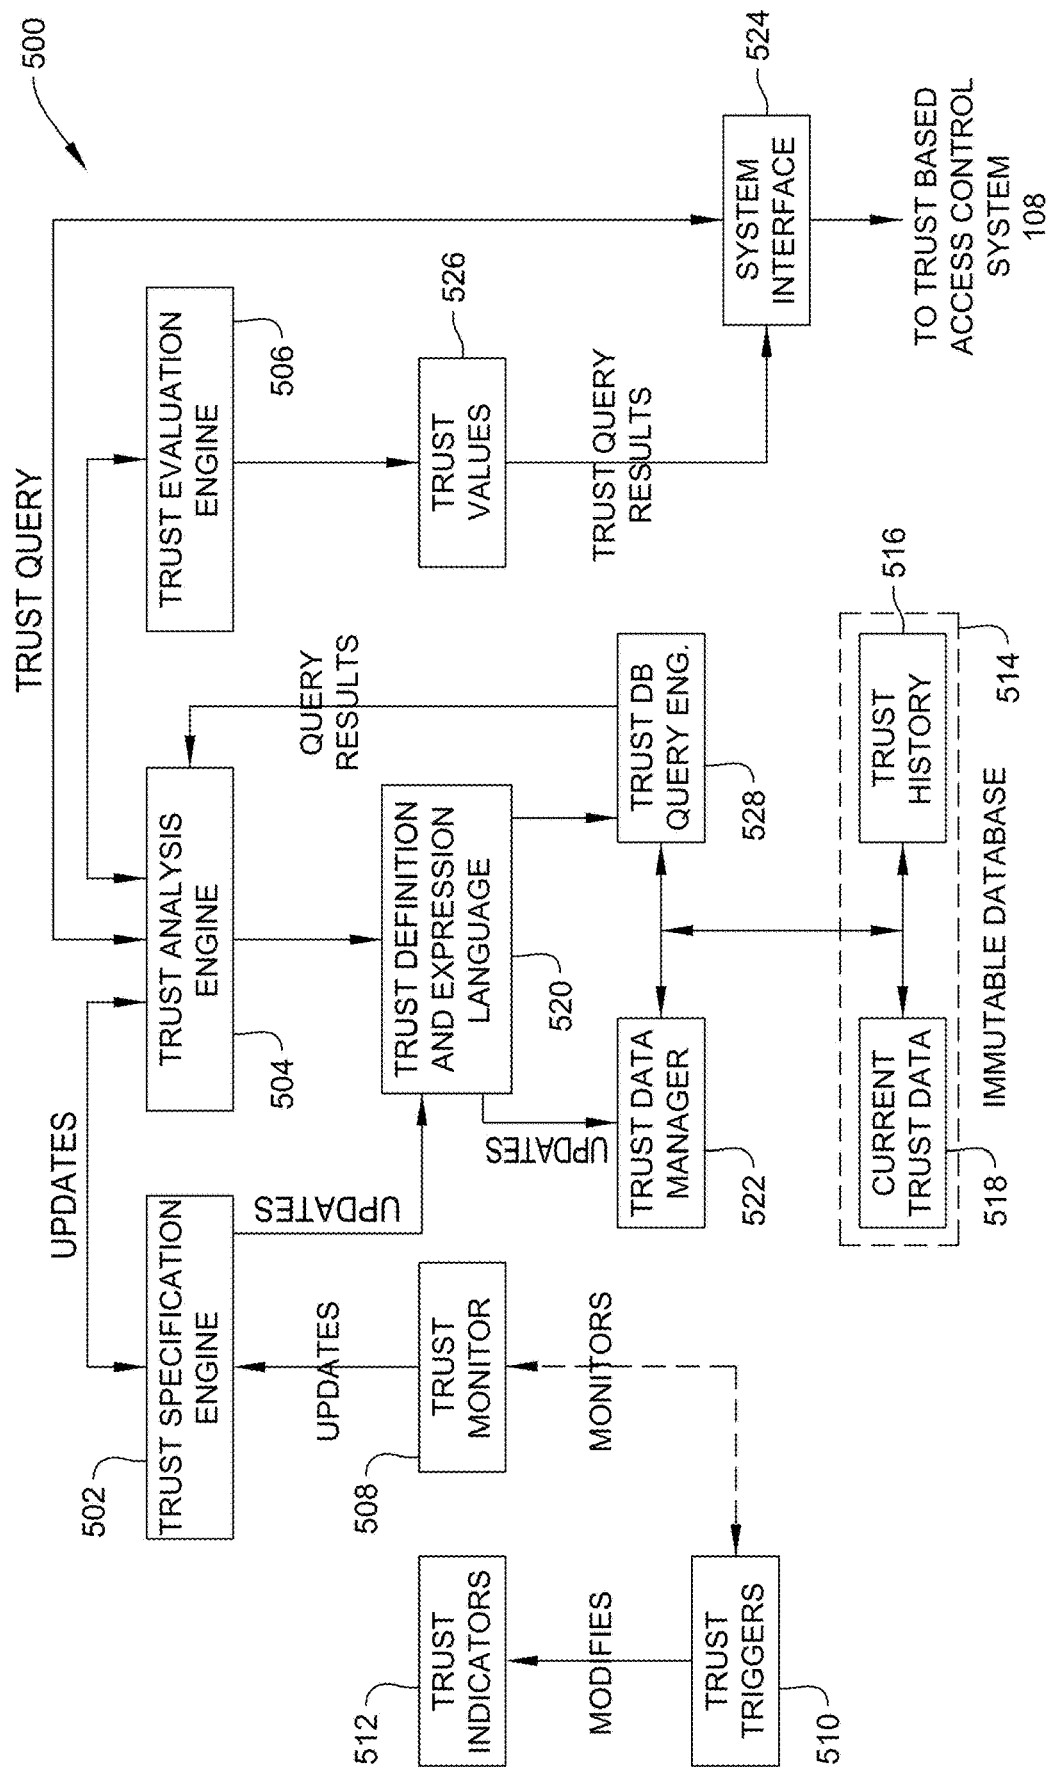 500
TRUST QUERY
UPDATES
502
TRUST SPECIFICATION
ENGINE
TRUST ANALYSIS
ENGINE
504
TRUST EVALUATION
ENGINE
506
UPDATES
UPDATES
QUERY
RESULTS
512
TRUST
INDICATORS
508
TRUST
MONITOR
TRUST DEFINITION
AND EXPRESSION
LANGUAGE
520
TRUST
VALUES
526
MODIFIES
MONITORS
UPDATES
TRUST QUERY
RESULTS
TRUST
TRIGGERS
510
TRUST DATA
MANAGER
522
TRUST DB
QUERY ENG.
528
SYSTEM
INTERFACE
524
CURRENT
TRUST DATA
518
TRUST
HISTORY
516
514
IMMUTABLE DATABASE
TO TRUST BASED
ACCESS CONTROL
SYSTEM
108